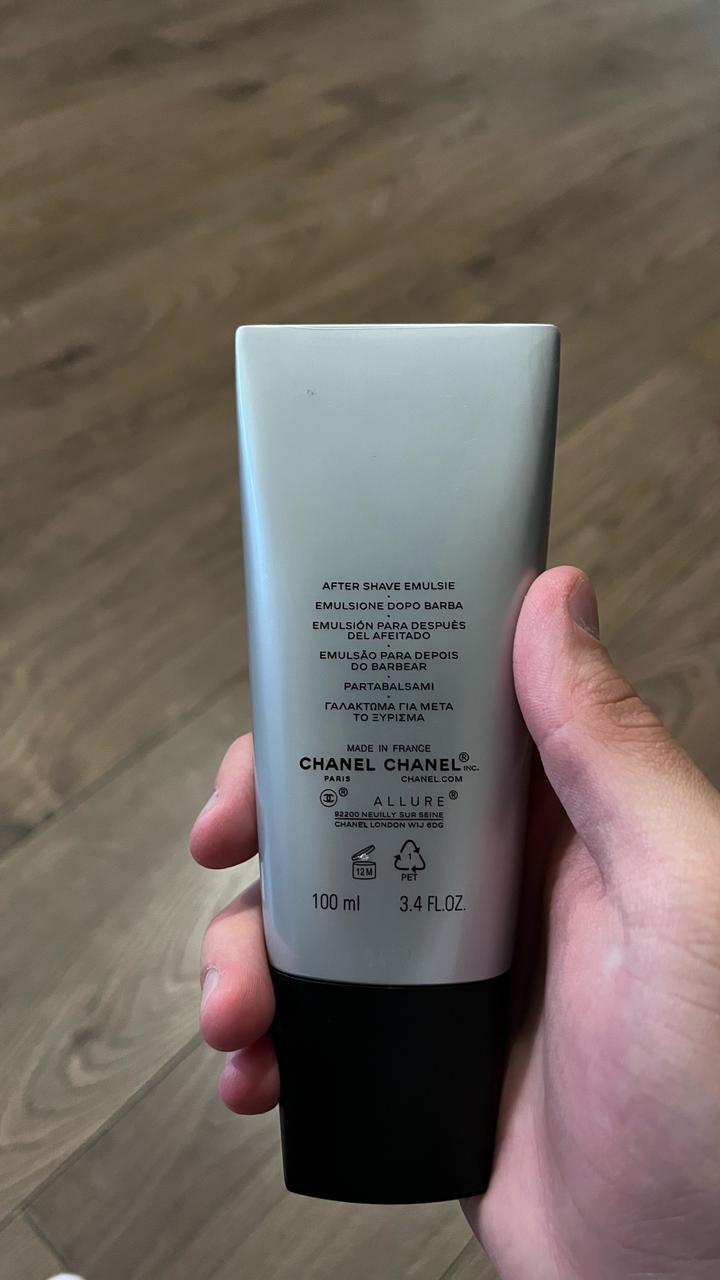 AFTER SHAVE EMULSIE
EMULSIONE DOPO BARBA
EMULSIÓN PARA DESPUÈS
DEL AFEITADO
EMULSÃO PARA DEPOIS
DO BARBEAR
PARTABALSAMI
ΓΑΛΑΚΤΩΜΑ ΓΙΑ ΜΕΤΑ
ΤΟ ΞΥΡΙΣΜΑ
MADE IN FRANCE
CHANEL CHANEL® INC.
PARIS CHANEL.COM
® ALLURE®
92200 NEUILLY SUR SEINE
CHANEL LONDON W1J 6DG
12 M 1
PET
100 ml 3.4 FL.OZ.